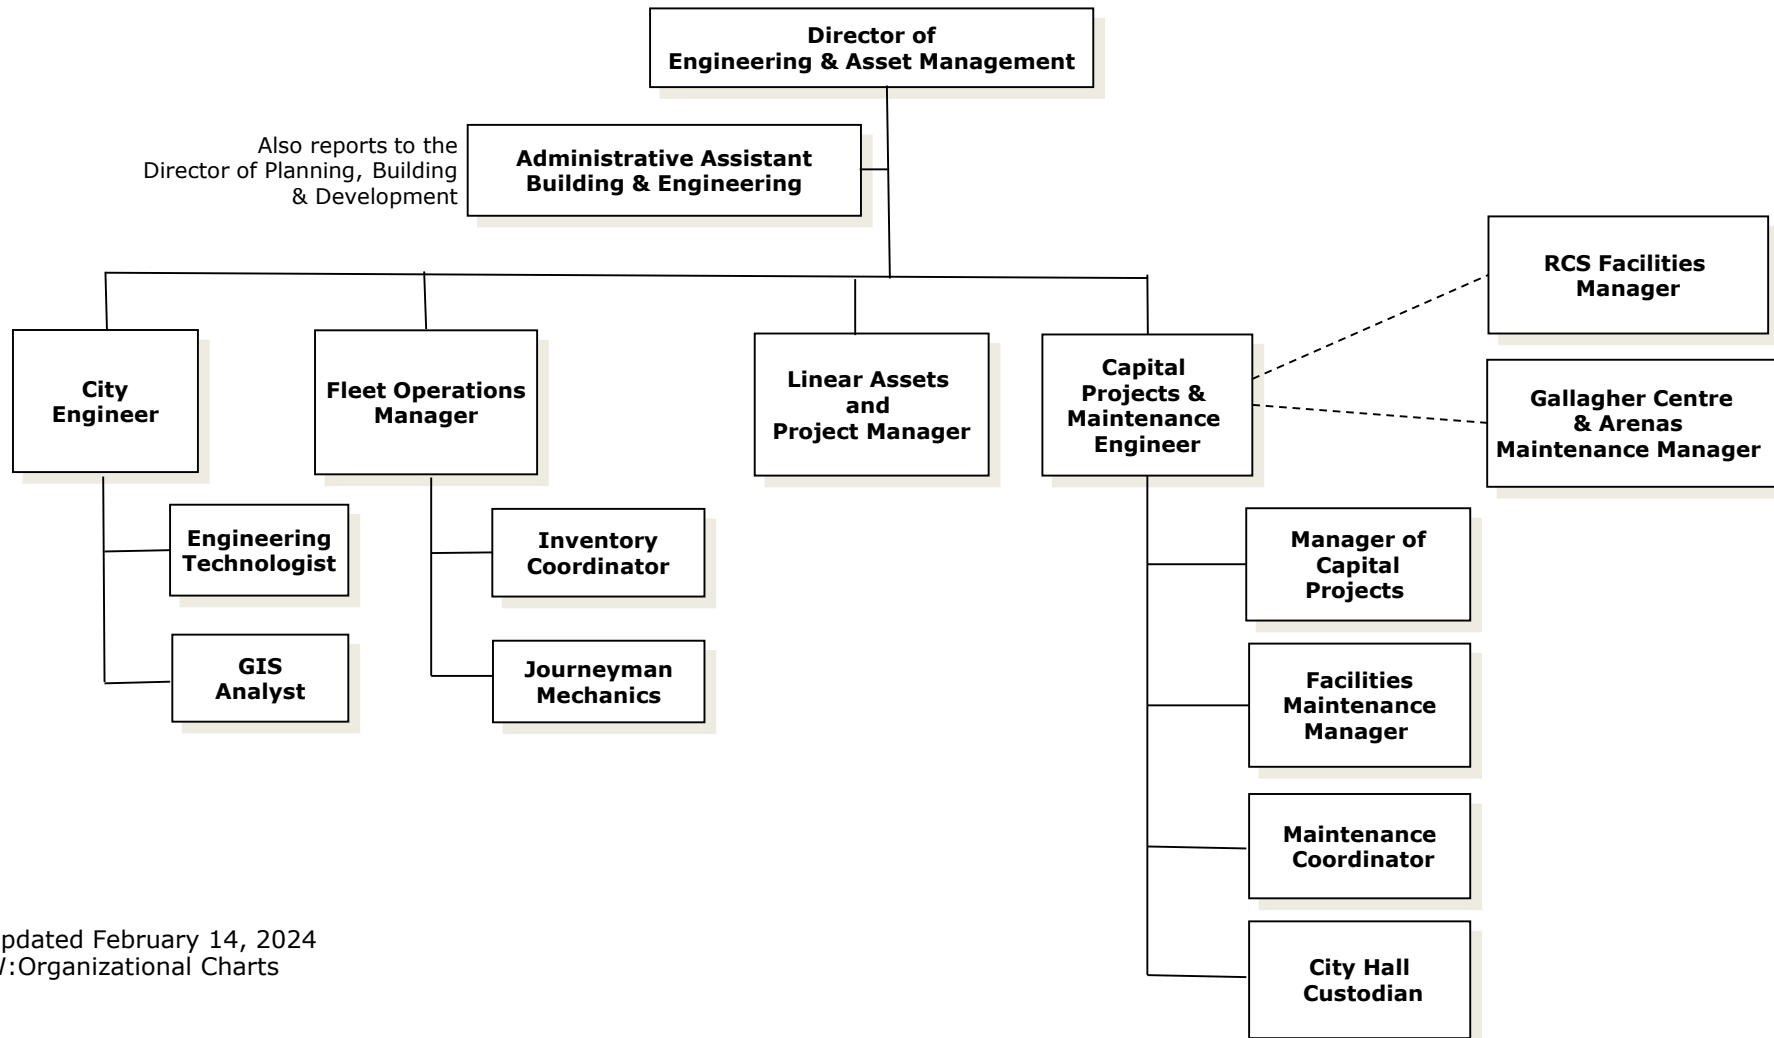 Director of
Engineering & Asset Management
Also reports to the
Director of Planning, Building
& Development
Administrative Assistant
Building & Engineering
RCS Facilities
Manager
City
Engineer
Fleet Operations
Manager
Linear Assets
and
Project Manager
Capital
Projects &
Maintenance
Engineer
Gallagher Centre
& Arenas
Maintenance Manager
Engineering
Technologist
Inventory
Coordinator
Manager of
Capital
Projects
GIS
Analyst
Journeyman
Mechanics
Facilities
Maintenance
Manager
Maintenance
Coordinator
City Hall
Custodian
pdated February 14, 2024
:Organizational Charts